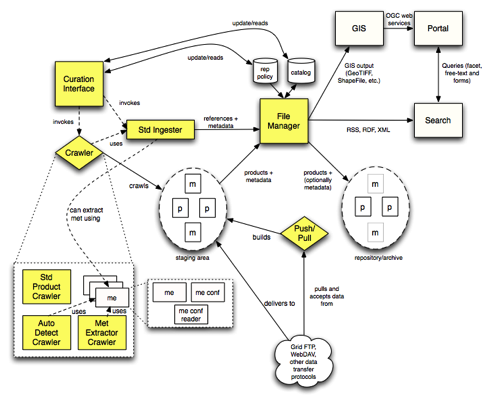 OGC web
services
GIS
Portal
update/reads
update/reads
rep
policy
catalog
GIS output
(GeoTIFF,
ShapeFile, etc.)
Queries (facet,
free-text and
forms)
Curation
Interface
invokes
invokes
Std Ingester
uses
references +
metadata
File
Manager
RSS, RDF, XML
Search
Crawler
crawls
products +
metadata
products +
(optionally
metadata)
m
p
p
m
staging area
m
p
p
m
repository/archive
can extract
met using
builds
Push/
Pull
pulls and
accepts data
from
delivers to
Std
Product
Crawler
me
uses
uses
Auto
Detect
Crawler
Met
Extractor
Crawler
me
me conf
me conf
reader
Grid FTP,
WebDAV,
other data
transfer
protocols